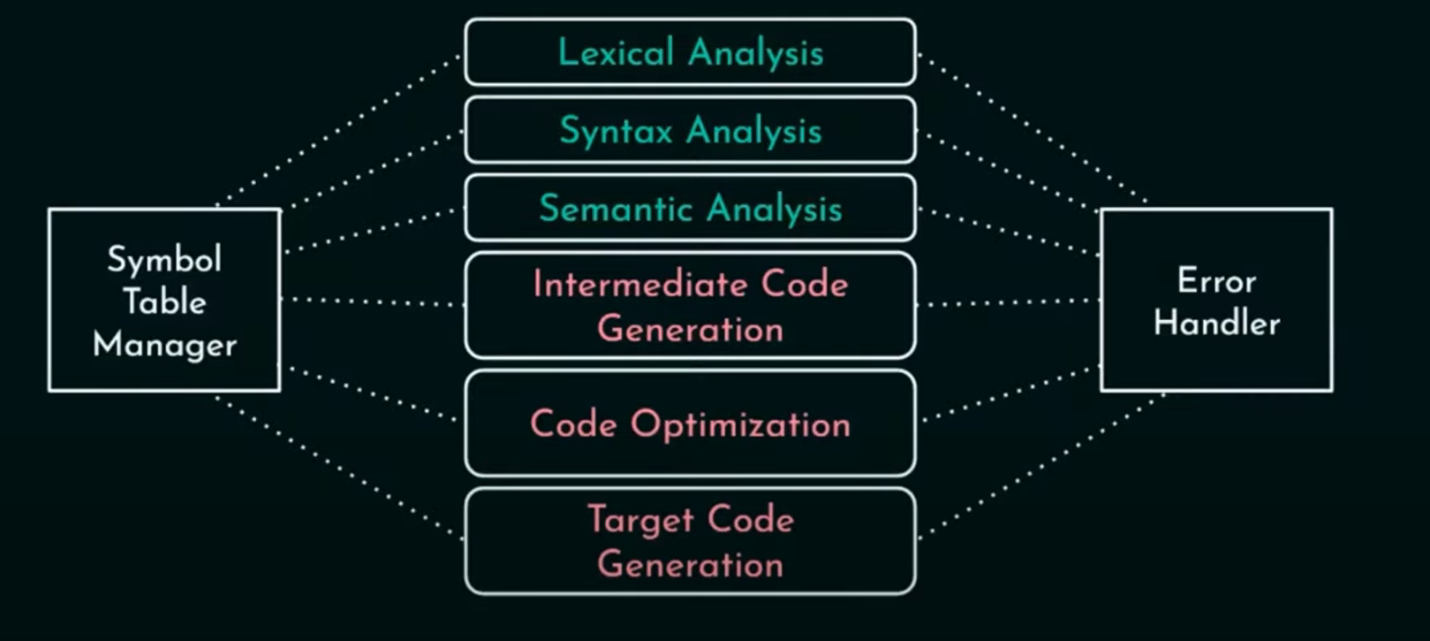 Lexical Analysis
Syntax Analysis
Semantic Analysis
Intermediate Code
Generation
Code Optimization
Target Code
Generation
Symbol
Table
Manager
Error
Handler